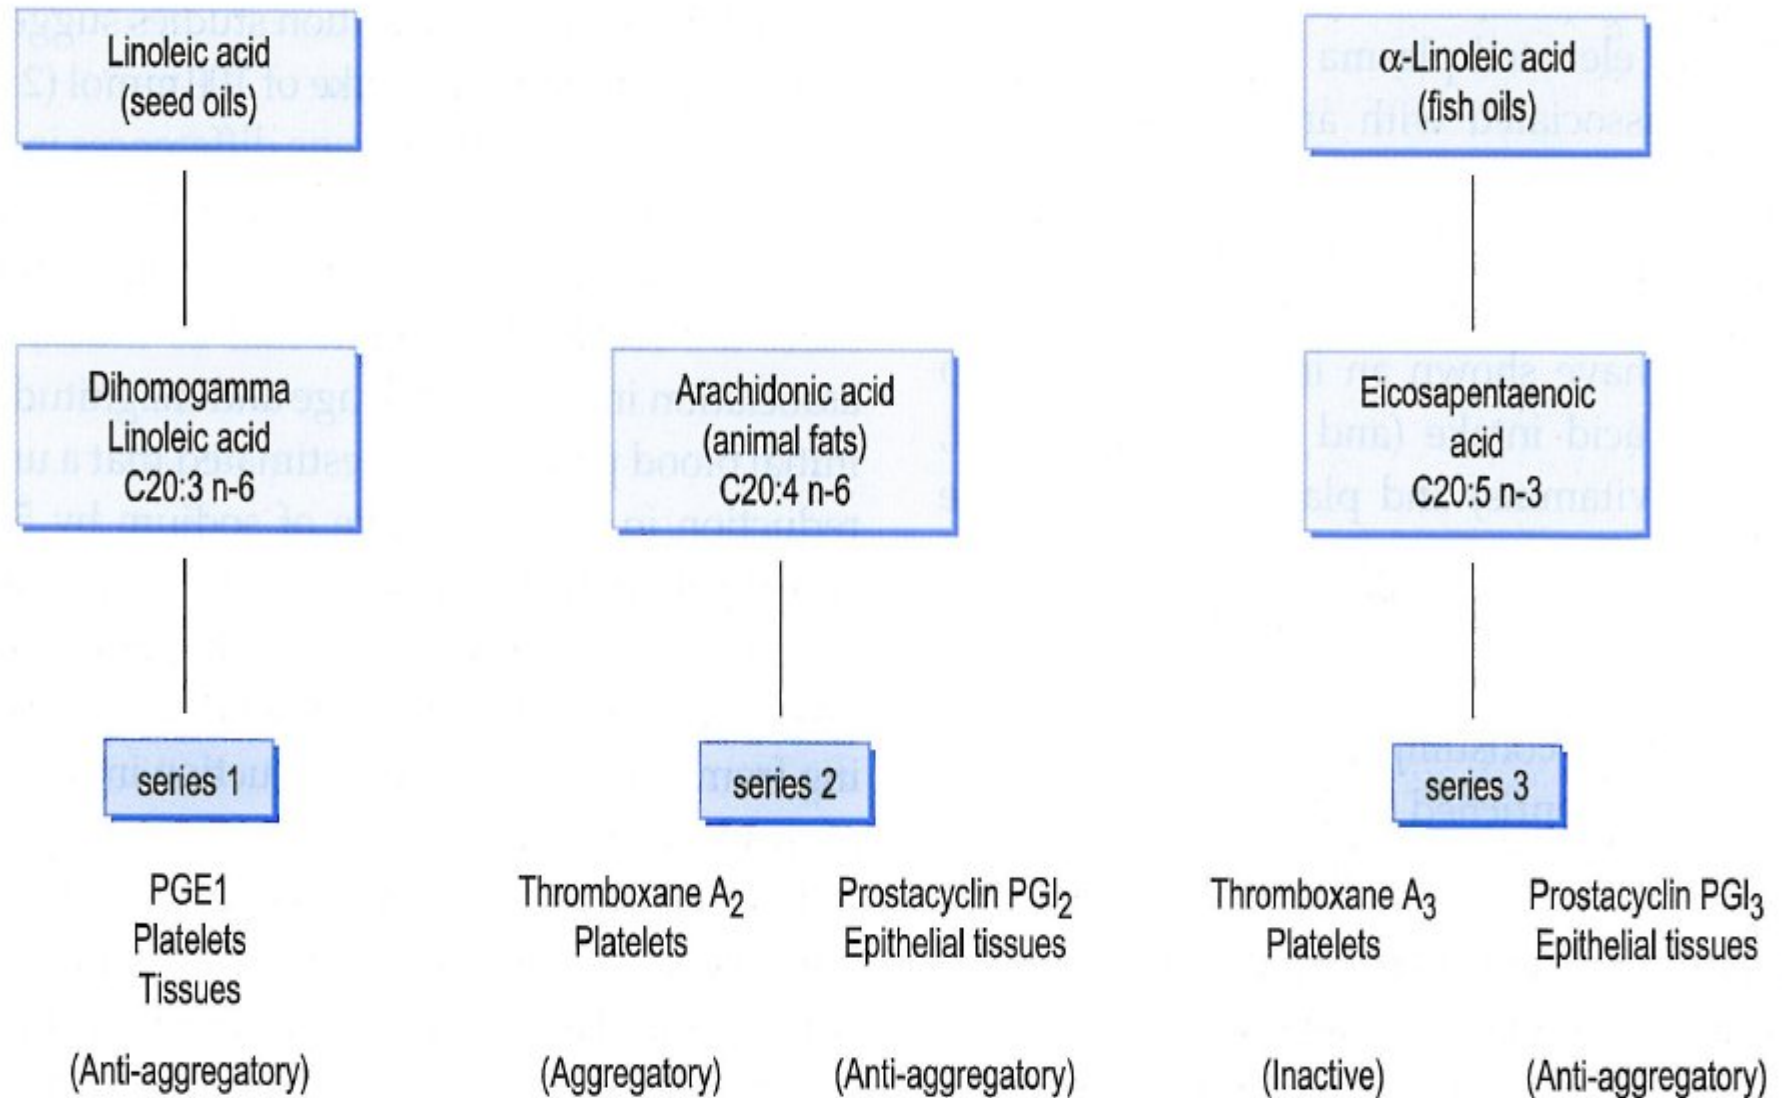 Linoleic acid
(seed oils)
α-Linoleic acid
(fish oils)
Dihomogamma
Linoleic acid
C20:3 n-6
Arachidonic acid
(animal fats)
C20:4 n-6
Eicosapentaenoic
acid
C20:5 n-3
series 1
series 2
series 3
PGE1
Platelets
Tissues
(Anti-aggregatory)
Thromboxane A2
Platelets
(Aggregatory)
Prostacyclin PGI2
Epithelial tissues
(Anti-aggregatory)
Thromboxane A3
Platelets
(Inactive)
Prostacyclin PGI3
Epithelial tissues
(Anti-aggregatory)